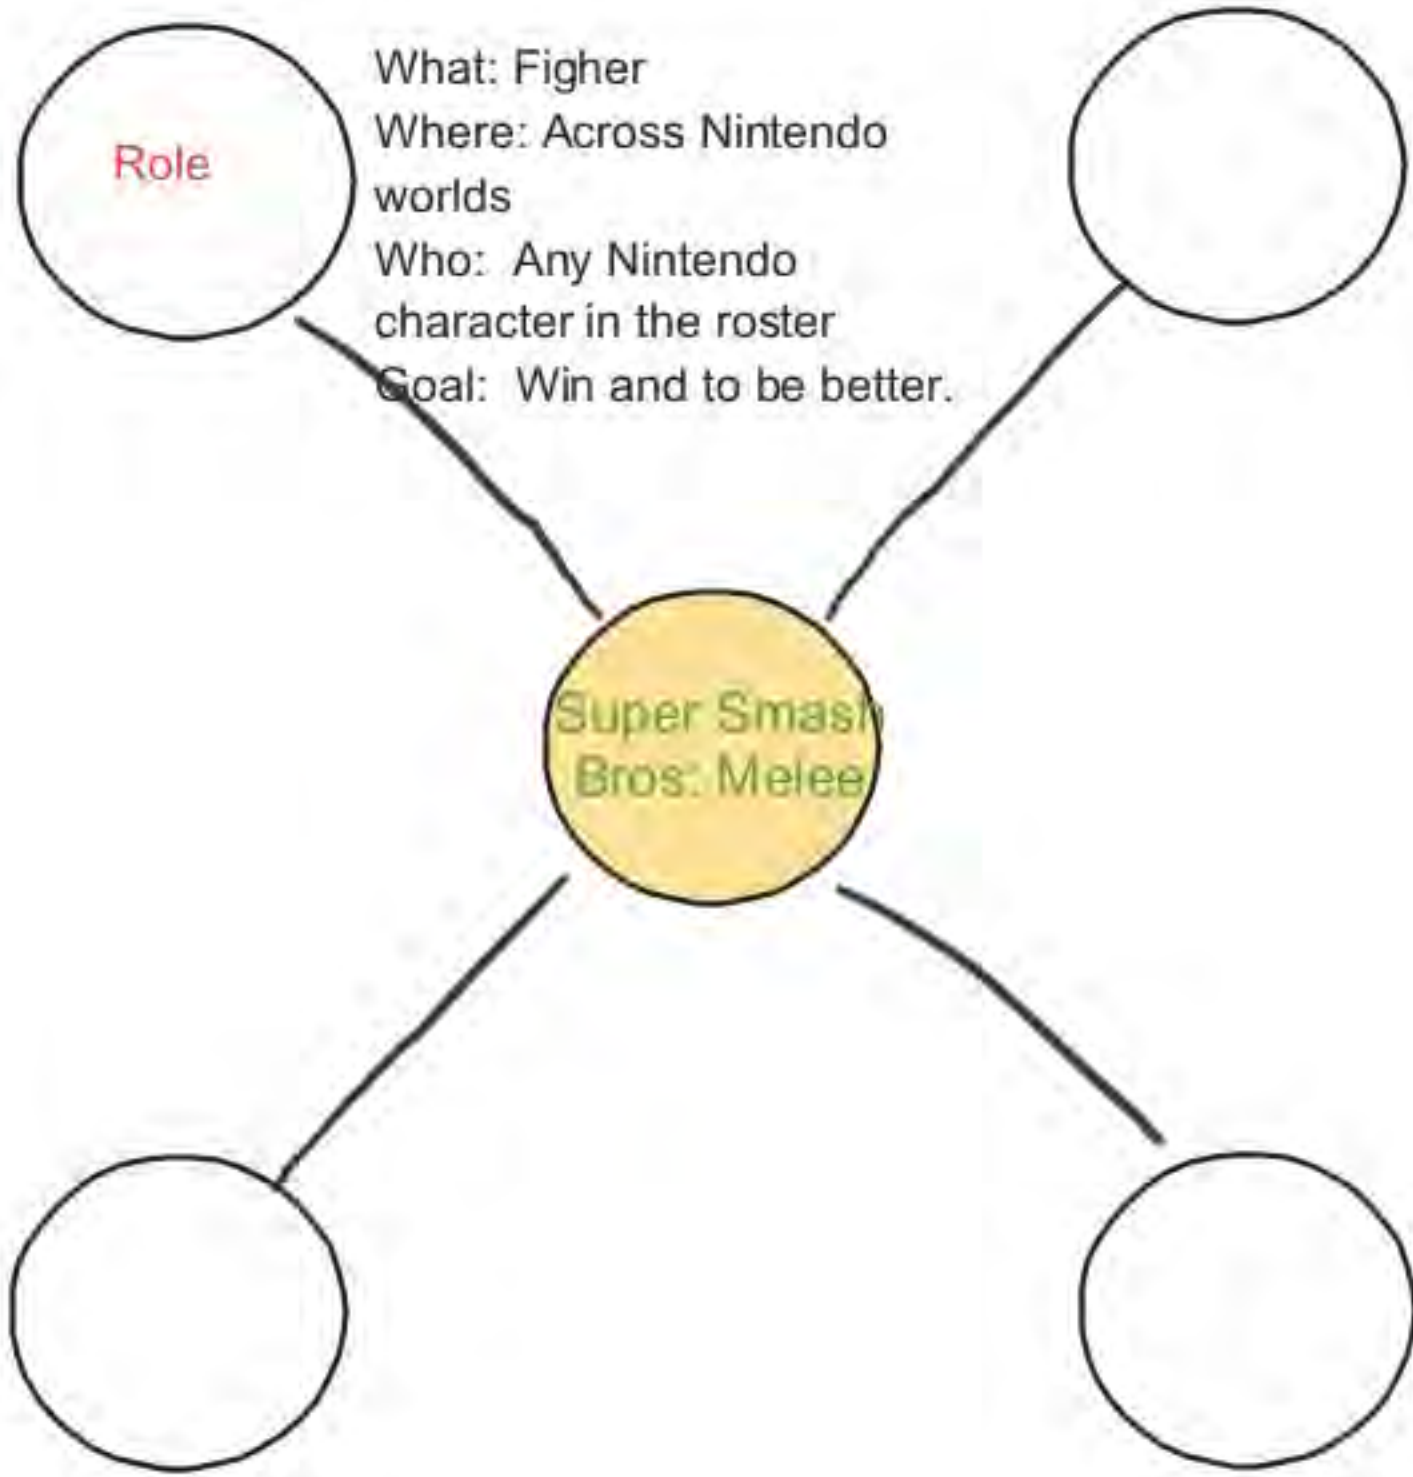 Role
What: Figher
Where: Across Nintendo
worlds
Who:  Any Nintendo
character in the roster
Goal:  Win and to be better.
Super Smash
Bros: Melee